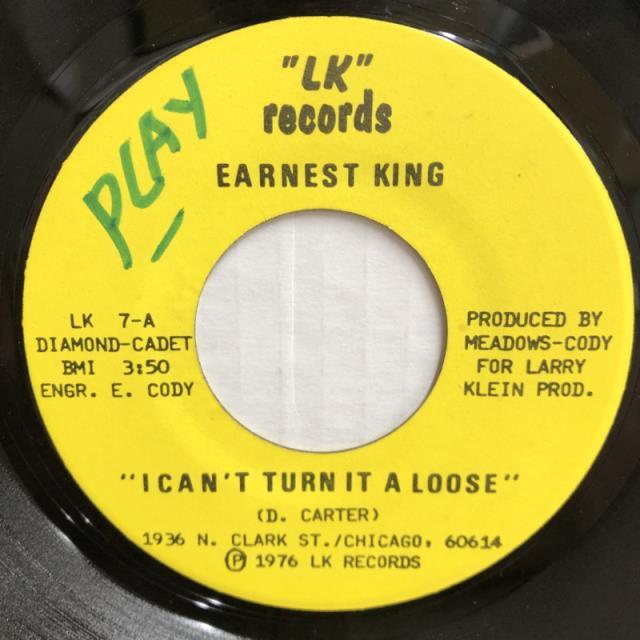 "LK"
records
EARNEST KING
PLAY
LK 7-A
DIAMOND-CADET
BMI 3:50
ENGR. E. CODY
PRODUCED BY
MEADOWS-CODY
FOR LARRY
KLEIN PROD.
"I CAN'T TURN IT A LOOSE"
(D. CARTER)
1936 N. CLARK ST./CHICAGO, 60614
Ⓟ 1976 LK RECORDS